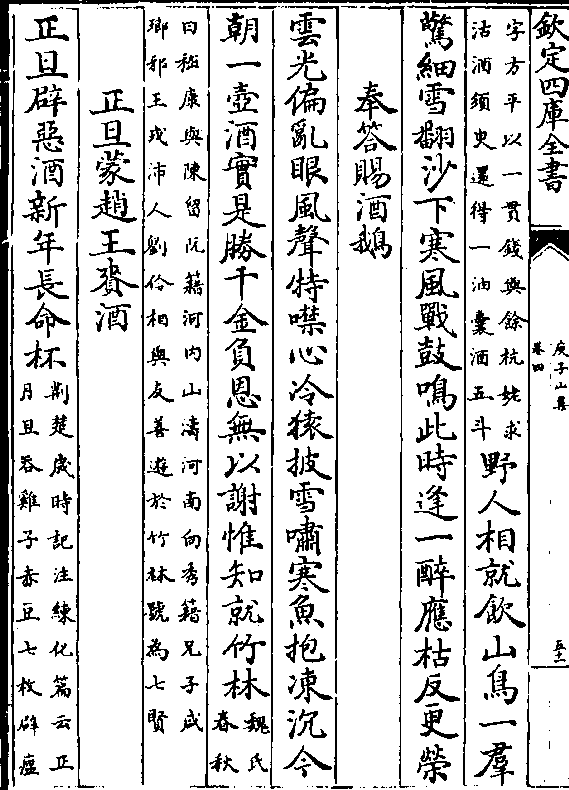 欽定四庫全書
庾子山集
卷四
五十一
字方平以一貫錢與餘杭姥求
沽酒須臾還得一油囊酒五斗
野人相就飲山鳥一羣
驚細雪翻沙下寒風戰鼓鳴此時逢一醉應枯反更榮
奉答賜酒鵝
雲光偏亂眼風聲特噤心冷猿披雪嘯寒魚抱凍沉今
朝一壺酒實是勝千金負恩無以謝惟知就竹林
魏氏
春秋
曰嵇康與陳留阮籍河内山濤河南向秀籍兄子咸
瑯琊王戎沛人劉伶相與友善遊於竹林號為七賢
正旦蒙趙王賚酒
正旦辟惡酒新年長命杯
荆楚歲時記注練化篇云正
月旦吞雞子赤豆七枚辟瘟